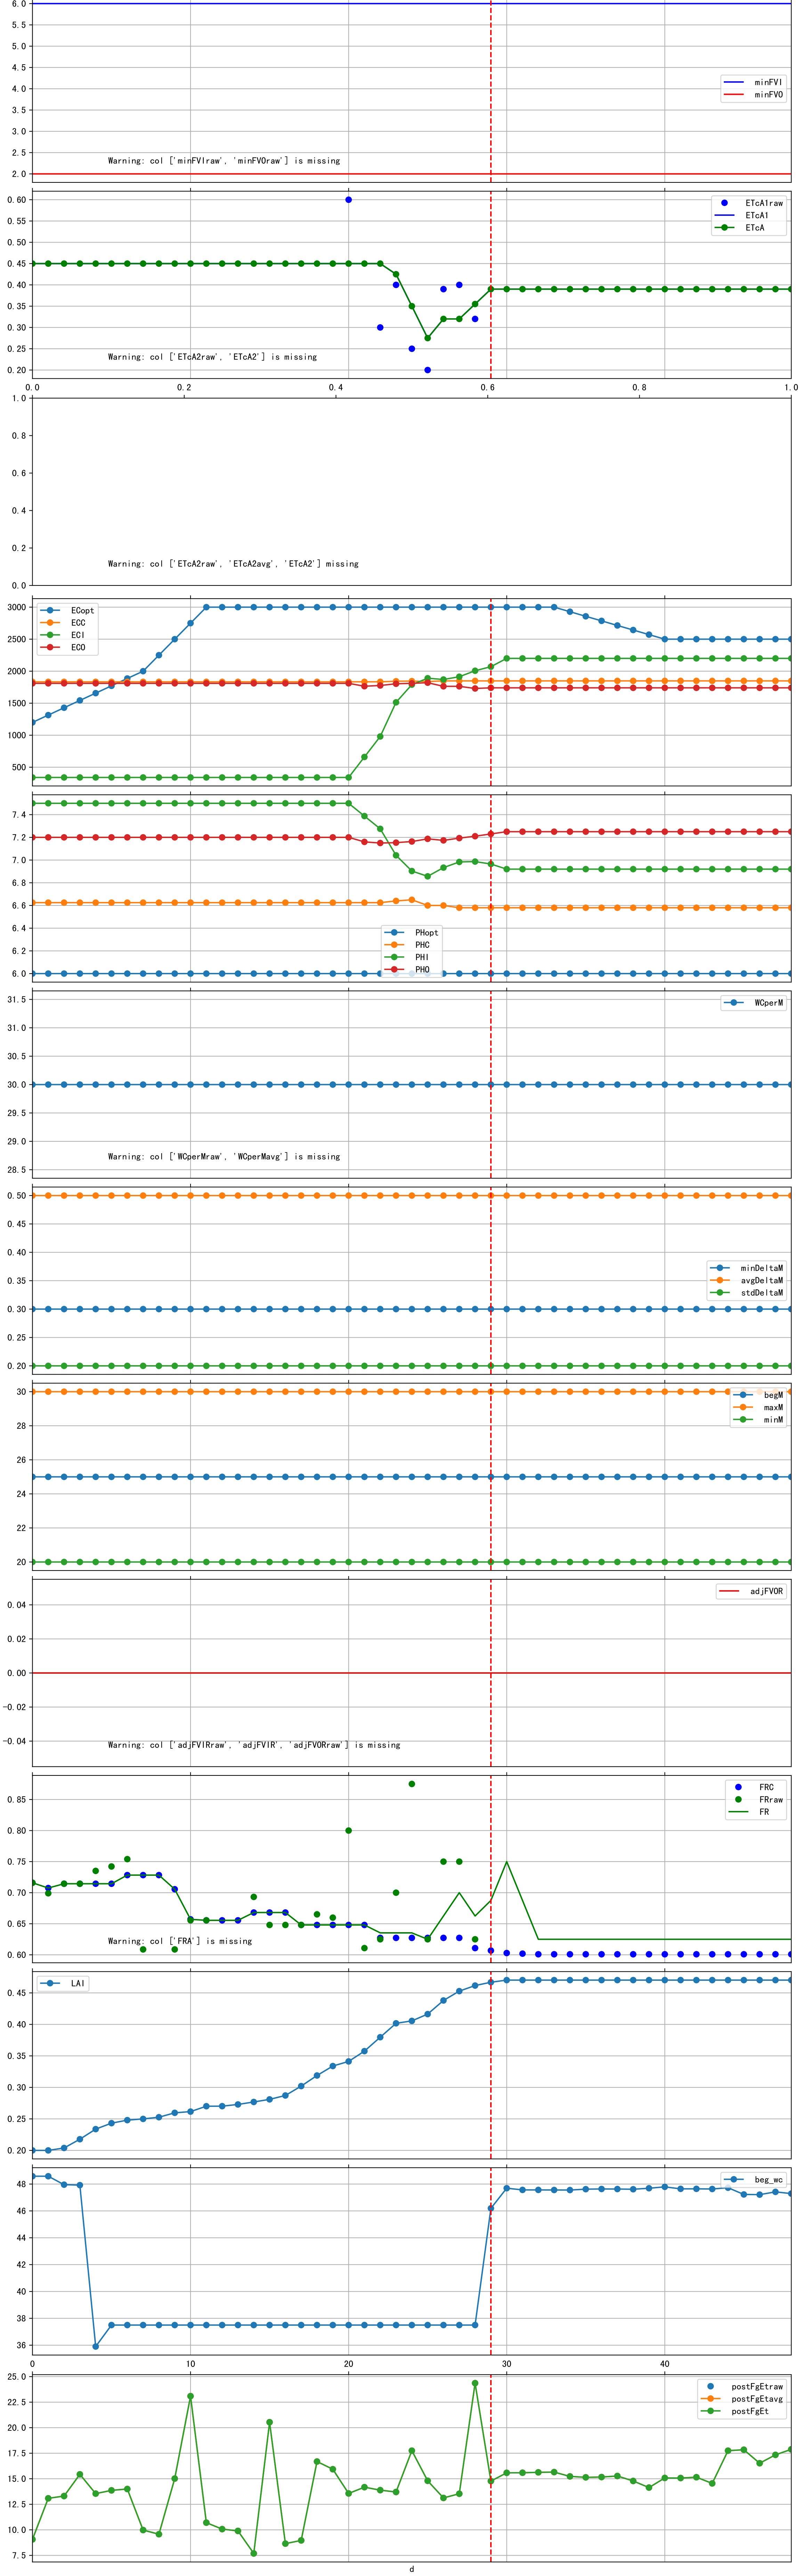 6.0
5.5
5.0
4.5
4.0
3.5
3.0
2.5
2.0
minFVI
minFVO
Warning: col ['minFVIraw', 'minFVOraw'] is missing
0.60
0.55
0.50
0.45
0.40
0.35
0.30
0.25
0.20
ETcA1raw
ETcA1
ETcA
Warning: col ['ETcA2raw', 'ETcA2'] is missing
0.0 0.2 0.4 0.6 0.8 1.0
1.0
0.8
0.6
0.4
0.2
0.0
Warning: col ['ETcA2raw', 'ETcA2avg', 'ETcA2'] missing
3000
2500
2000
1500
1000
500
ECopt
ECC
ECI
ECO
7.4
7.2
7.0
6.8
6.6
6.4
6.2
6.0
PHopt
PHC
PHI
PHO
31.5
31.0
30.5
30.0
29.5
29.0
28.5
WCperM
Warning: col ['WCperMraw', 'WCperMavg'] is missing
0.50
0.45
0.40
0.35
0.30
0.25
0.20
minDeltaM
avgDeltaM
stdDeltaM
30
28
26
24
22
20
begM
maxM
minM
0.04
0.02
0.00
−0.02
−0.04
adjFVOR
Warning: col ['adjFVIRraw', 'adjFVIR', 'adjFVORraw'] is missing
0.85
0.80
0.75
0.70
0.65
0.60
FRC
FRraw
FR
Warning: col ['FRA'] is missing
0.45
0.40
0.35
0.30
0.25
0.20
LAI
48
46
44
42
40
38
36
beg_wc
0 10 20 30 40
25.0
22.5
20.0
17.5
15.0
12.5
10.0
7.5
postFgEtraw
postFgEtavg
postFgEt
d